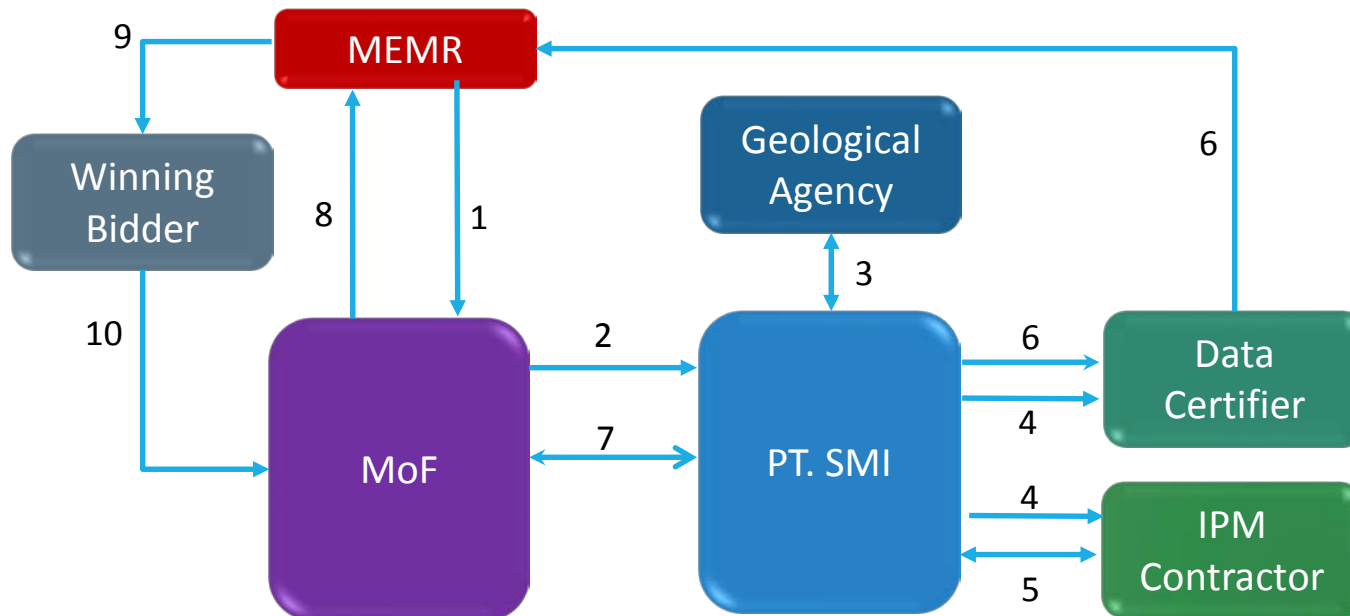 9
MEMR
Geological
Agency
6
Winning
Bidder
8
1
3
10
2
6
Data
Certifier
4
7
MoF
PT. SMI
4
IPM
Contractor
5